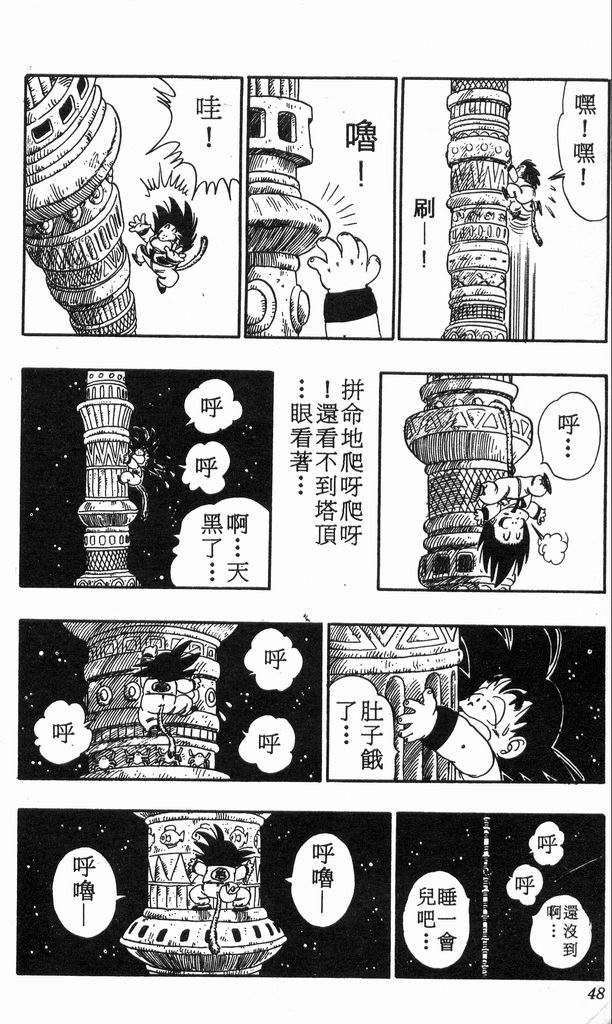 嘿！嘿！
刷—！
嚕！
哇！
呼…
拼命地爬呀爬呀
！還看不到塔頂
…眼看著…
呼
呼
啊…天
黑了…
肚子餓
了…
呼
呼
呼
呼
呼
還沒到
啊…
睡一會
兒吧…
呼嚕—
呼嚕—
48